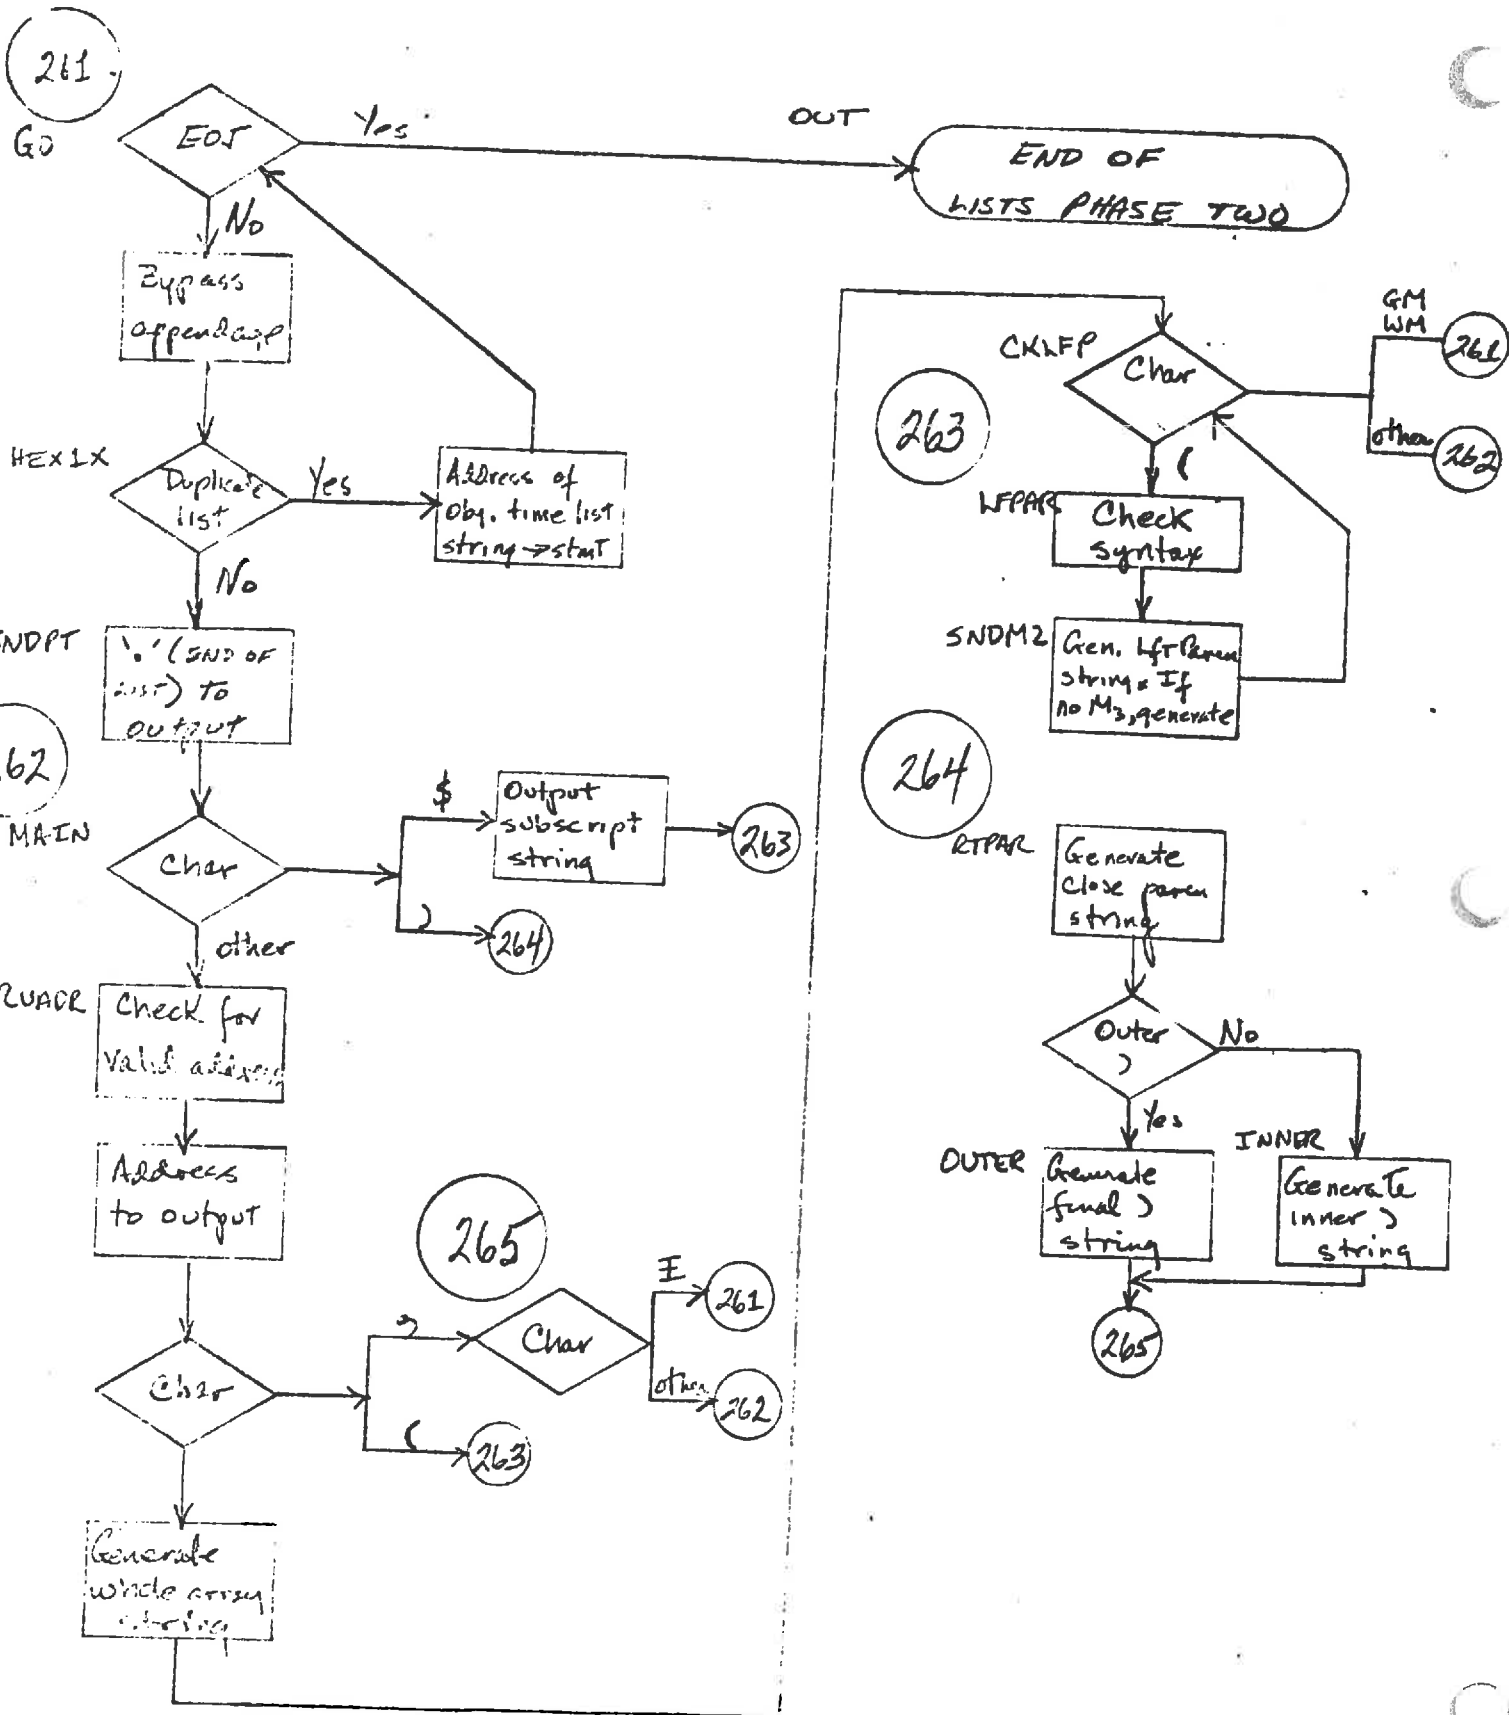 261
GO
EOJ
Yes
OUT
END OF
LISTS PHASE TWO
No
Bypass
appendage
HEX1X
Duplicate
list
Yes
Address of
obj. time list
string → stmT
No
NDPT
'.' (END OF
LIST) TO
OUTPUT
62
MAIN
Char
$
Output
subscript
string
263
)
264
other
Check for
valid address
Address
to output
265
Char
,
Char
I
261
other
262
(
263
Generate
whole array
string
CKLFP
Char
GM
WM
261
other
262
263
(
LFPAR
Check
syntax
SNDM2
Gen. LfT Paren
string. If
no M3, generate
264
RTPAR
Generate
Close paren
string
Outer
)
No
Yes
OUTER
Generate
final )
string
INNER
Generate
inner )
string
265